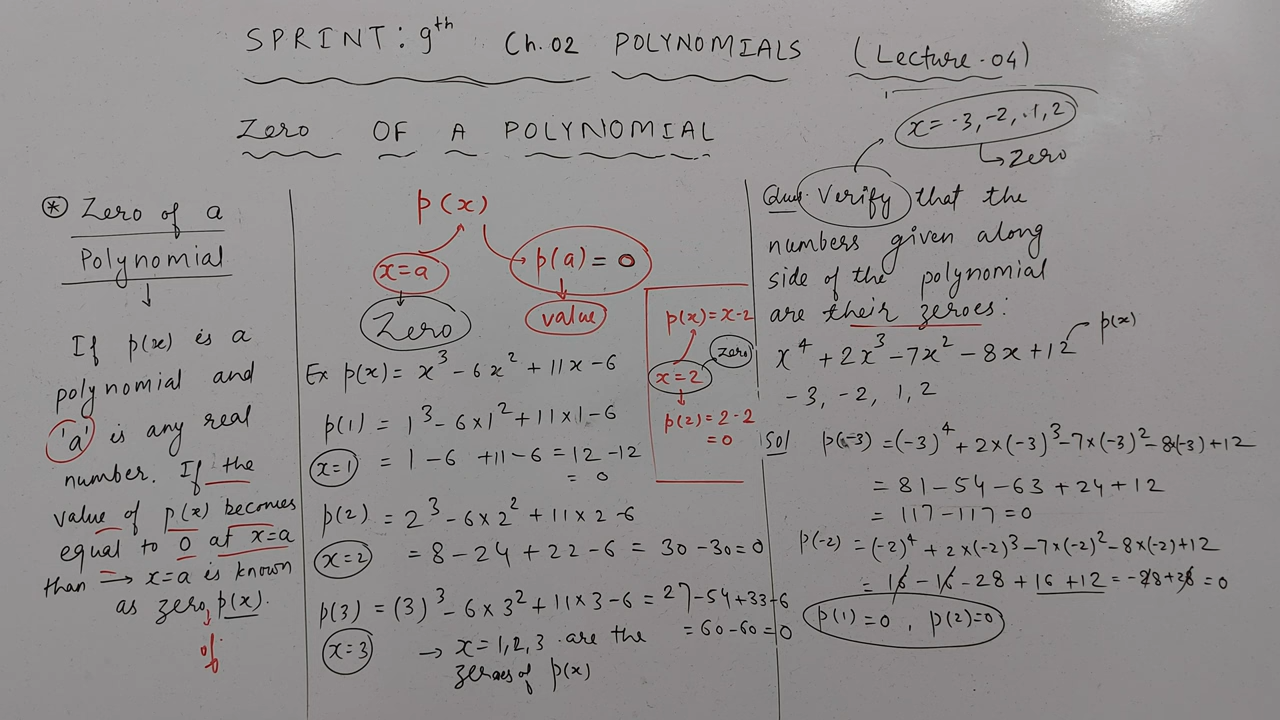 SPRINT: 9th Ch.02 POLYNOMIALS (Lecture-04)
Zero OF A POLYNOMIAL
* Zero of a
Polynomial
↓
If p(x) is a
polynomial and
'a' is any real
number. If the
value of p(x) becomes
equal to 0 at x=a
than → x=a is known
as zero p(x).
of
p(x)
x=a
p(a) = 0
Zero
value
Ex p(x) = x³ - 6x² + 11x - 6
p(1) = 1³ - 6×1² + 11×1 - 6
x=1 = 1 - 6 + 11 - 6 = 12 - 12
= 0
p(2) = 2³ - 6×2² + 11×2 - 6
x=2 = 8 - 24 + 22 - 6 = 30 - 30 = 0
p(3) = (3)³ - 6×3² + 11×3 - 6 = 27 - 54 + 33 - 6
= 60 - 60 = 0
x=3
→ x = 1,2,3 are the
zeroes of p(x)
p(x) = x-2
zero
x=2
p(2) = 2-2
= 0
x = -3, -2, 1, 2
→ Zero
Ques. Verify that the
numbers given along
side of the polynomial
are their zeroes:
x⁴ + 2x³ - 7x² - 8x + 12 p(x)
-3, -2, 1, 2
Sol p(-3) = (-3)⁴ + 2×(-3)³ - 7×(-3)² - 8×(-3) + 12
= 81 - 54 - 63 + 24 + 12
= 117 - 117 = 0
p(-2) = (-2)⁴ + 2×(-2)³ - 7×(-2)² - 8×(-2) + 12
= 16 - 16 - 28 + 16 + 12 = -28 + 28 = 0
p(1) = 0 , p(2) = 0